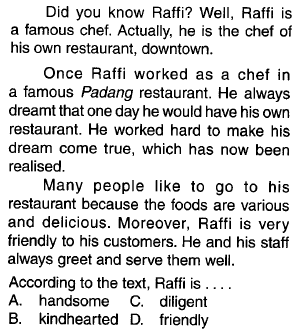 Did you know Raffi? Well, Raffi is
a famous chef. Actually, he is the chef of
his own restaurant, downtown.
Once Raffi worked as a chef in
a famous Padang restaurant. He always
dreamt that one day he would have his own
restaurant. He worked hard to make his
dream come true, which has now been
realised.
Many people like to go to his
restaurant because the foods are various
and delicious. Moreover, Raffi is very
friendly to his customers. He and his staff
always greet and serve them well.
According to the text, Raffi is . . . .
A. handsome C. diligent
B. kindhearted D. friendly